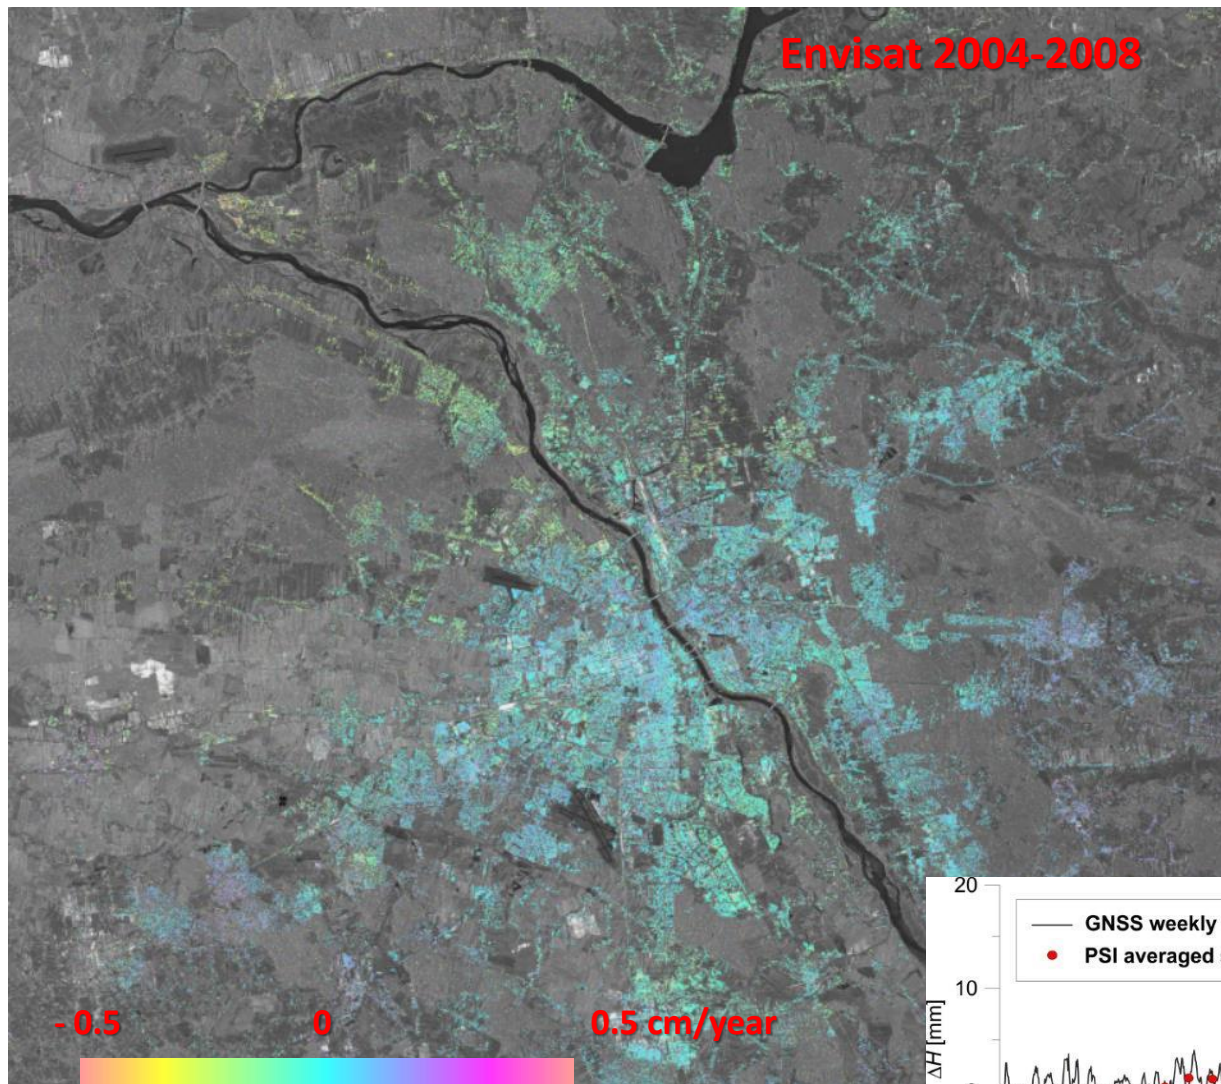 Envisat 2004-2008
20
GNSS weekly
PSI averaged
10
ΔH [mm]
- 0.5 0 0.5 cm/year